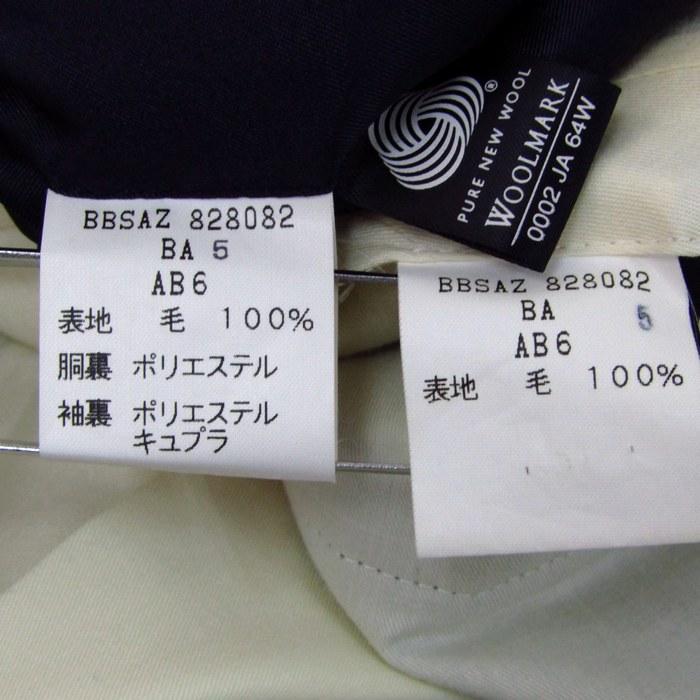 PURE NEW WOOL
WOOLMARK
0002 JA 64W
®
BBSAZ 828082
BA 5
AB6
表地 毛 100%
胴裏 ポリエステル
袖裏 ポリエステル
キュプラ
BBSAZ 828082
BA 5
AB6
表地 毛 100%